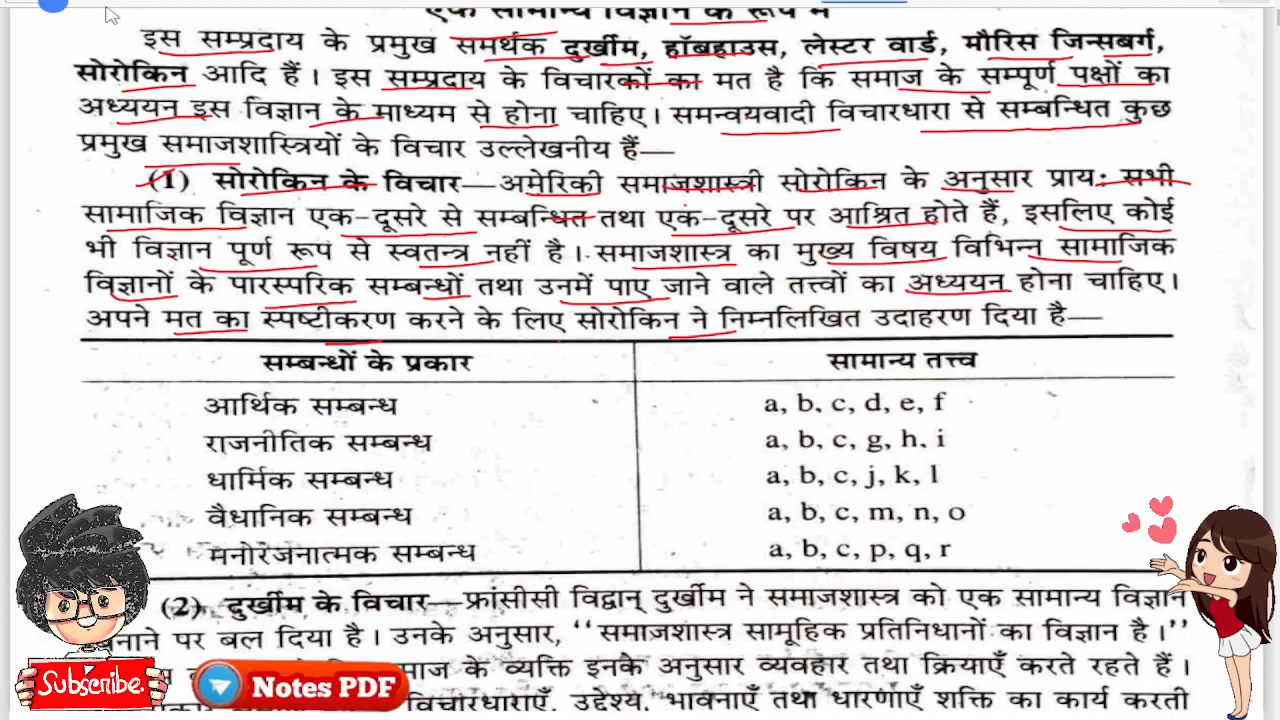 एक सामान्य विज्ञान के रूप में
इस सम्प्रदाय के प्रमुख समर्थक दुर्खीम, हॉबहाउस, लेस्टर वार्ड, मौरिस जिन्सबर्ग,
सोरोकिन आदि हैं। इस सम्प्रदाय के विचारकों का मत है कि समाज के सम्पूर्ण पक्षों का
अध्ययन इस विज्ञान के माध्यम से होना चाहिए। समन्वयवादी विचारधारा से सम्बन्धित कुछ
प्रमुख समाजशास्त्रियों के विचार उल्लेखनीय हैं—
(1) सोरोकिन के विचार—अमेरिकी समाजशास्त्री सोरोकिन के अनुसार प्राय: सभी
सामाजिक विज्ञान एक-दूसरे से सम्बन्धित तथा एक-दूसरे पर आश्रित होते हैं, इसलिए कोई
भी विज्ञान पूर्ण रूप से स्वतन्त्र नहीं है। समाजशास्त्र का मुख्य विषय विभिन्न सामाजिक
विज्ञानों के पारस्परिक सम्बन्धों तथा उनमें पाए जाने वाले तत्त्वों का अध्ययन होना चाहिए।
अपने मत का स्पष्टीकरण करने के लिए सोरोकिन ने निम्नलिखित उदाहरण दिया है—
सम्बन्धों के प्रकार सामान्य तत्त्व
आर्थिक सम्बन्ध a, b, c, d, e, f
राजनीतिक सम्बन्ध a, b, c, g, h, i
धार्मिक सम्बन्ध a, b, c, j, k, l
वैधानिक सम्बन्ध a, b, c, m, n, o
मनोरंजनात्मक सम्बन्ध a, b, c, p, q, r
(2) दुर्खीम के विचार—फ्रांसीसी विद्वान् दुर्खीम ने समाजशास्त्र को एक सामान्य विज्ञान
नाने पर बल दिया है। उनके अनुसार, “समाजशास्त्र सामूहिक प्रतिनिधानों का विज्ञान है।”
माज के व्यक्ति इनके अनुसार व्यवहार तथा क्रियाएँ करते रहते हैं।
विचारधाराएँ, उद्देश्य, भावनाएँ तथा धारणाएँ शक्ति का कार्य करती
Subscribe
Notes PDF